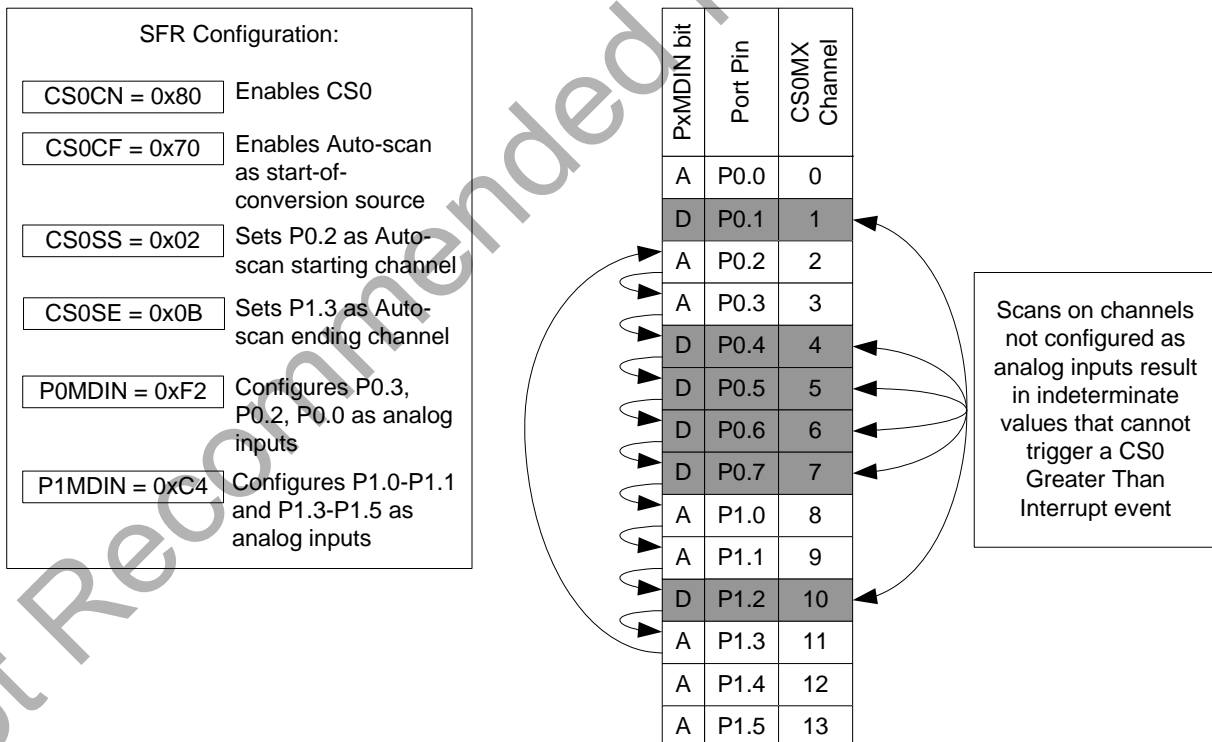 SFR Configuration:
CS0CN = 0x80
Enables CS0
CS0CF = 0x70
Enables Auto-scan
as start-of-
conversion source
CS0SS = 0x02
Sets P0.2 as Auto-
scan starting channel
CS0SE = 0x0B
Sets P1.3 as Auto-
scan ending channel
P0MDIN = 0xF2
Configures P0.3,
P0.2, P0.0 as analog
inputs
P1MDIN = 0xC4
Configures P1.0-P1.1
and P1.3-P1.5 as
analog inputs
PxMDIN bit
Port Pin
CS0MX
Channel
A P0.0 0
D P0.1 1
A P0.2 2
A P0.3 3
D P0.4 4
D P0.5 5
D P0.6 6
D P0.7 7
A P1.0 8
A P1.1 9
D P1.2 10
A P1.3 11
A P1.4 12
A P1.5 13
Scans on channels
not configured as
analog inputs result
in indeterminate
values that cannot
trigger a CS0
Greater Than
Interrupt event
Recommended